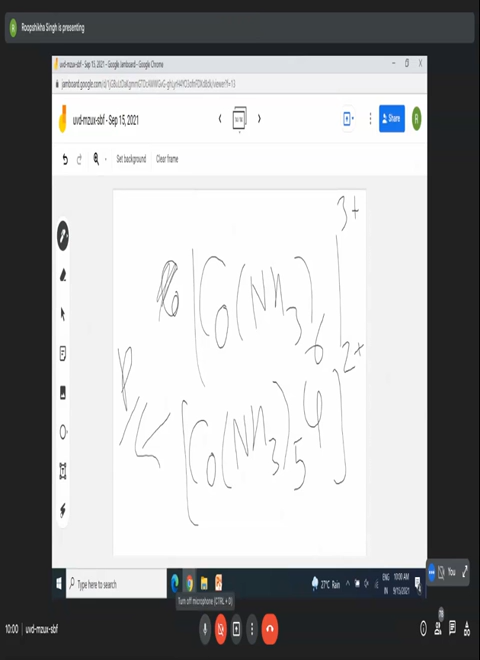 R Roopshikha Singh is presenting
uvd-mzux-sbf - Sep 15, 2021 - Google Jamboard - Google Chrome
uvd-mzux-sbf - Sep 15, 2021
Share
R
Set background Clear frame
[Co(NH3)6]3+
[Co(NH3)5Cl]2+
Type here to search
27°C Rain
ENG 10:00 AM
IN 9/15/2021
Turn off microphone (CTRL + D)
You
10:00 uvd-mzux-sbf